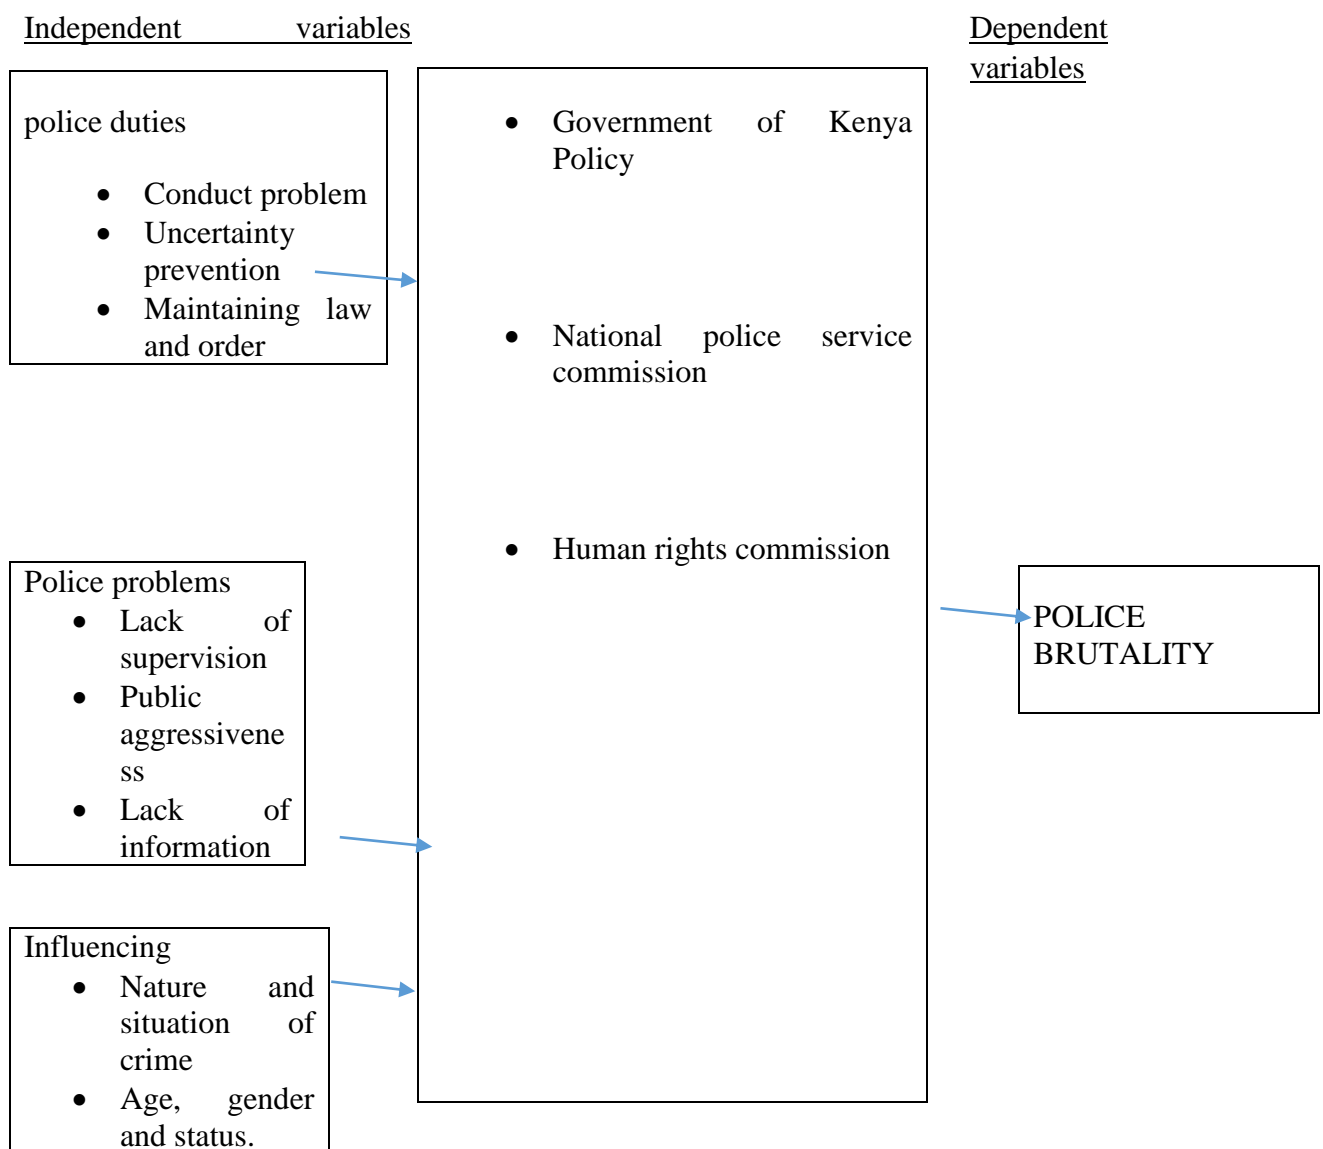 Independent variables
Dependent
variables
police duties
• Conduct problem
• Uncertainty
prevention
• Maintaining law
and order
• Government of Kenya
Policy
• National police service
commission
• Human rights commission
Police problems
• Lack of
supervision
• Public
aggressivene
ss
• Lack of
information
Influencing
• Nature and
situation of
crime
• Age, gender
and status.
POLICE
BRUTALITY